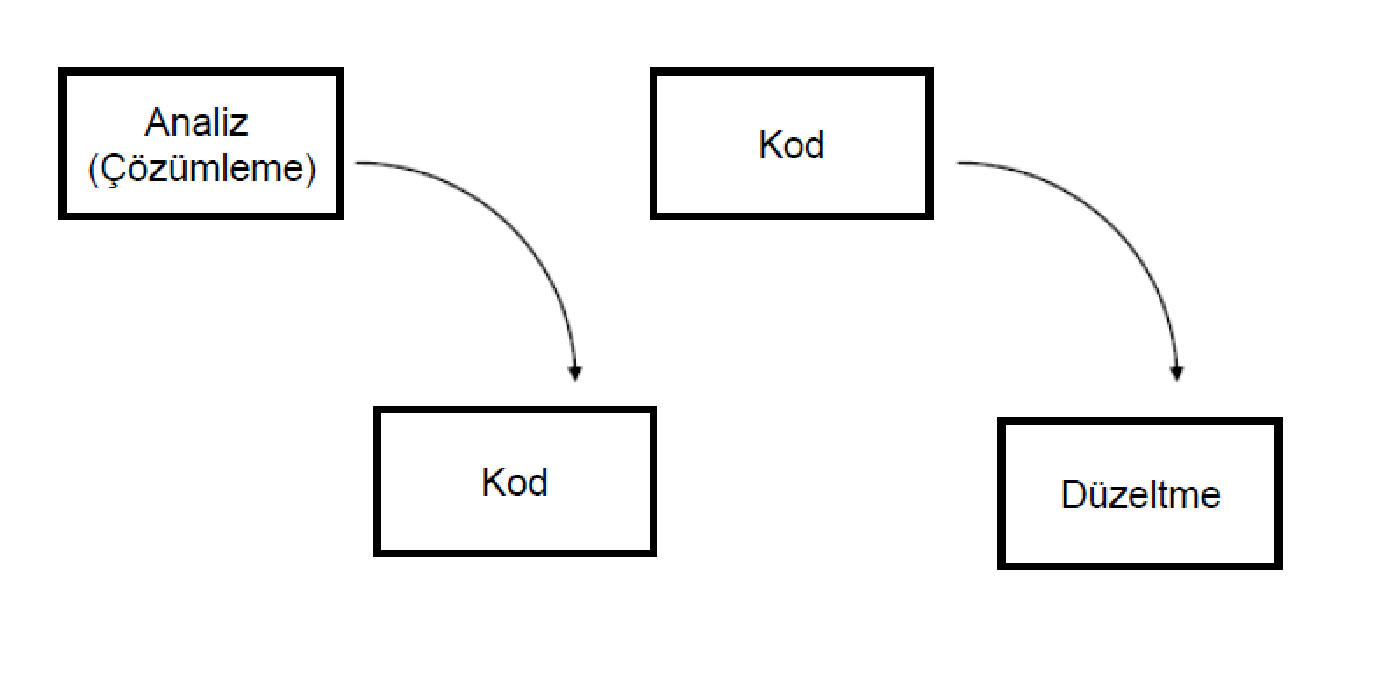 Analiz
(Çözümleme)
Kod
Kod
Düzeltme